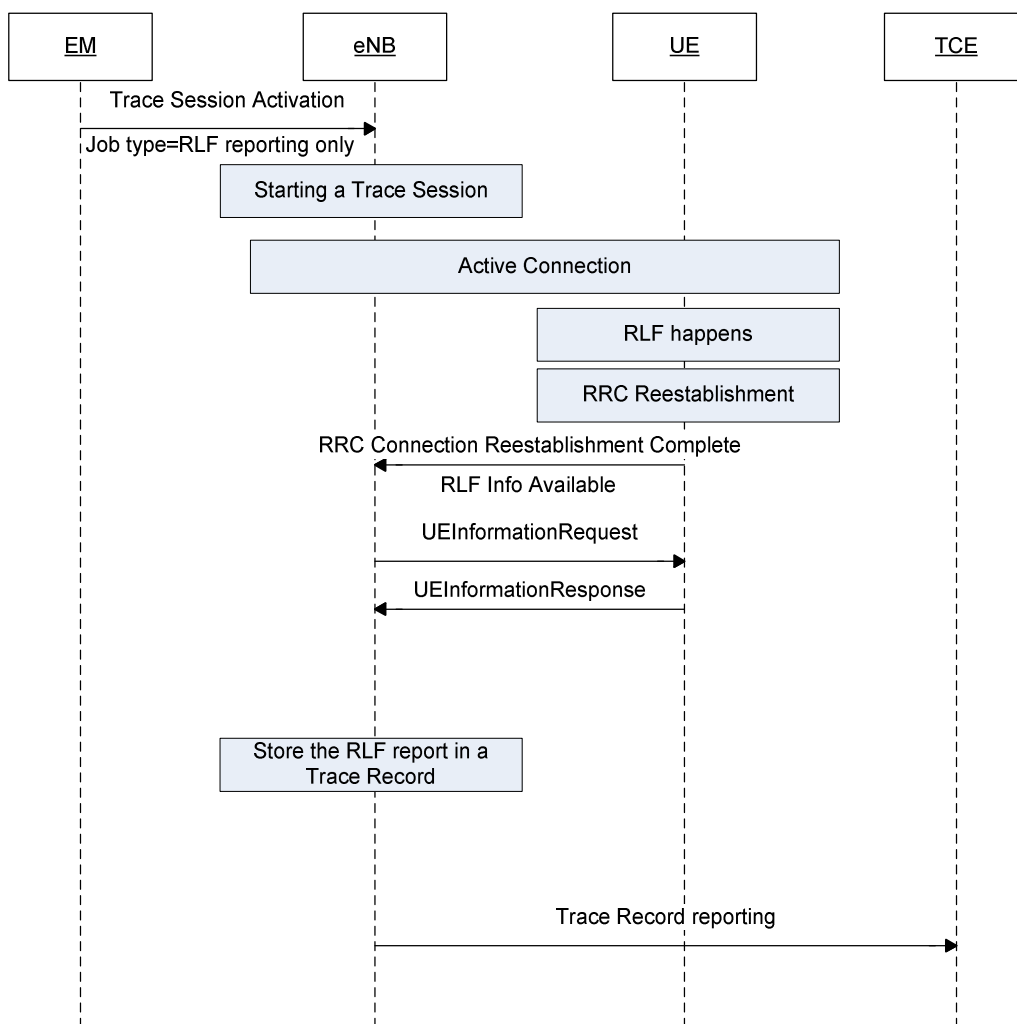 EM
eNB
UE
TCE
Trace Session Activation
Job type=RLF reporting only
Starting a Trace Session
Active Connection
RLF happens
RRC Reestablishment
RRC Connection Reestablishment Complete
RLF Info Available
UEInformationRequest
UEInformationResponse
Store the RLF report in a
Trace Record
Trace Record reporting